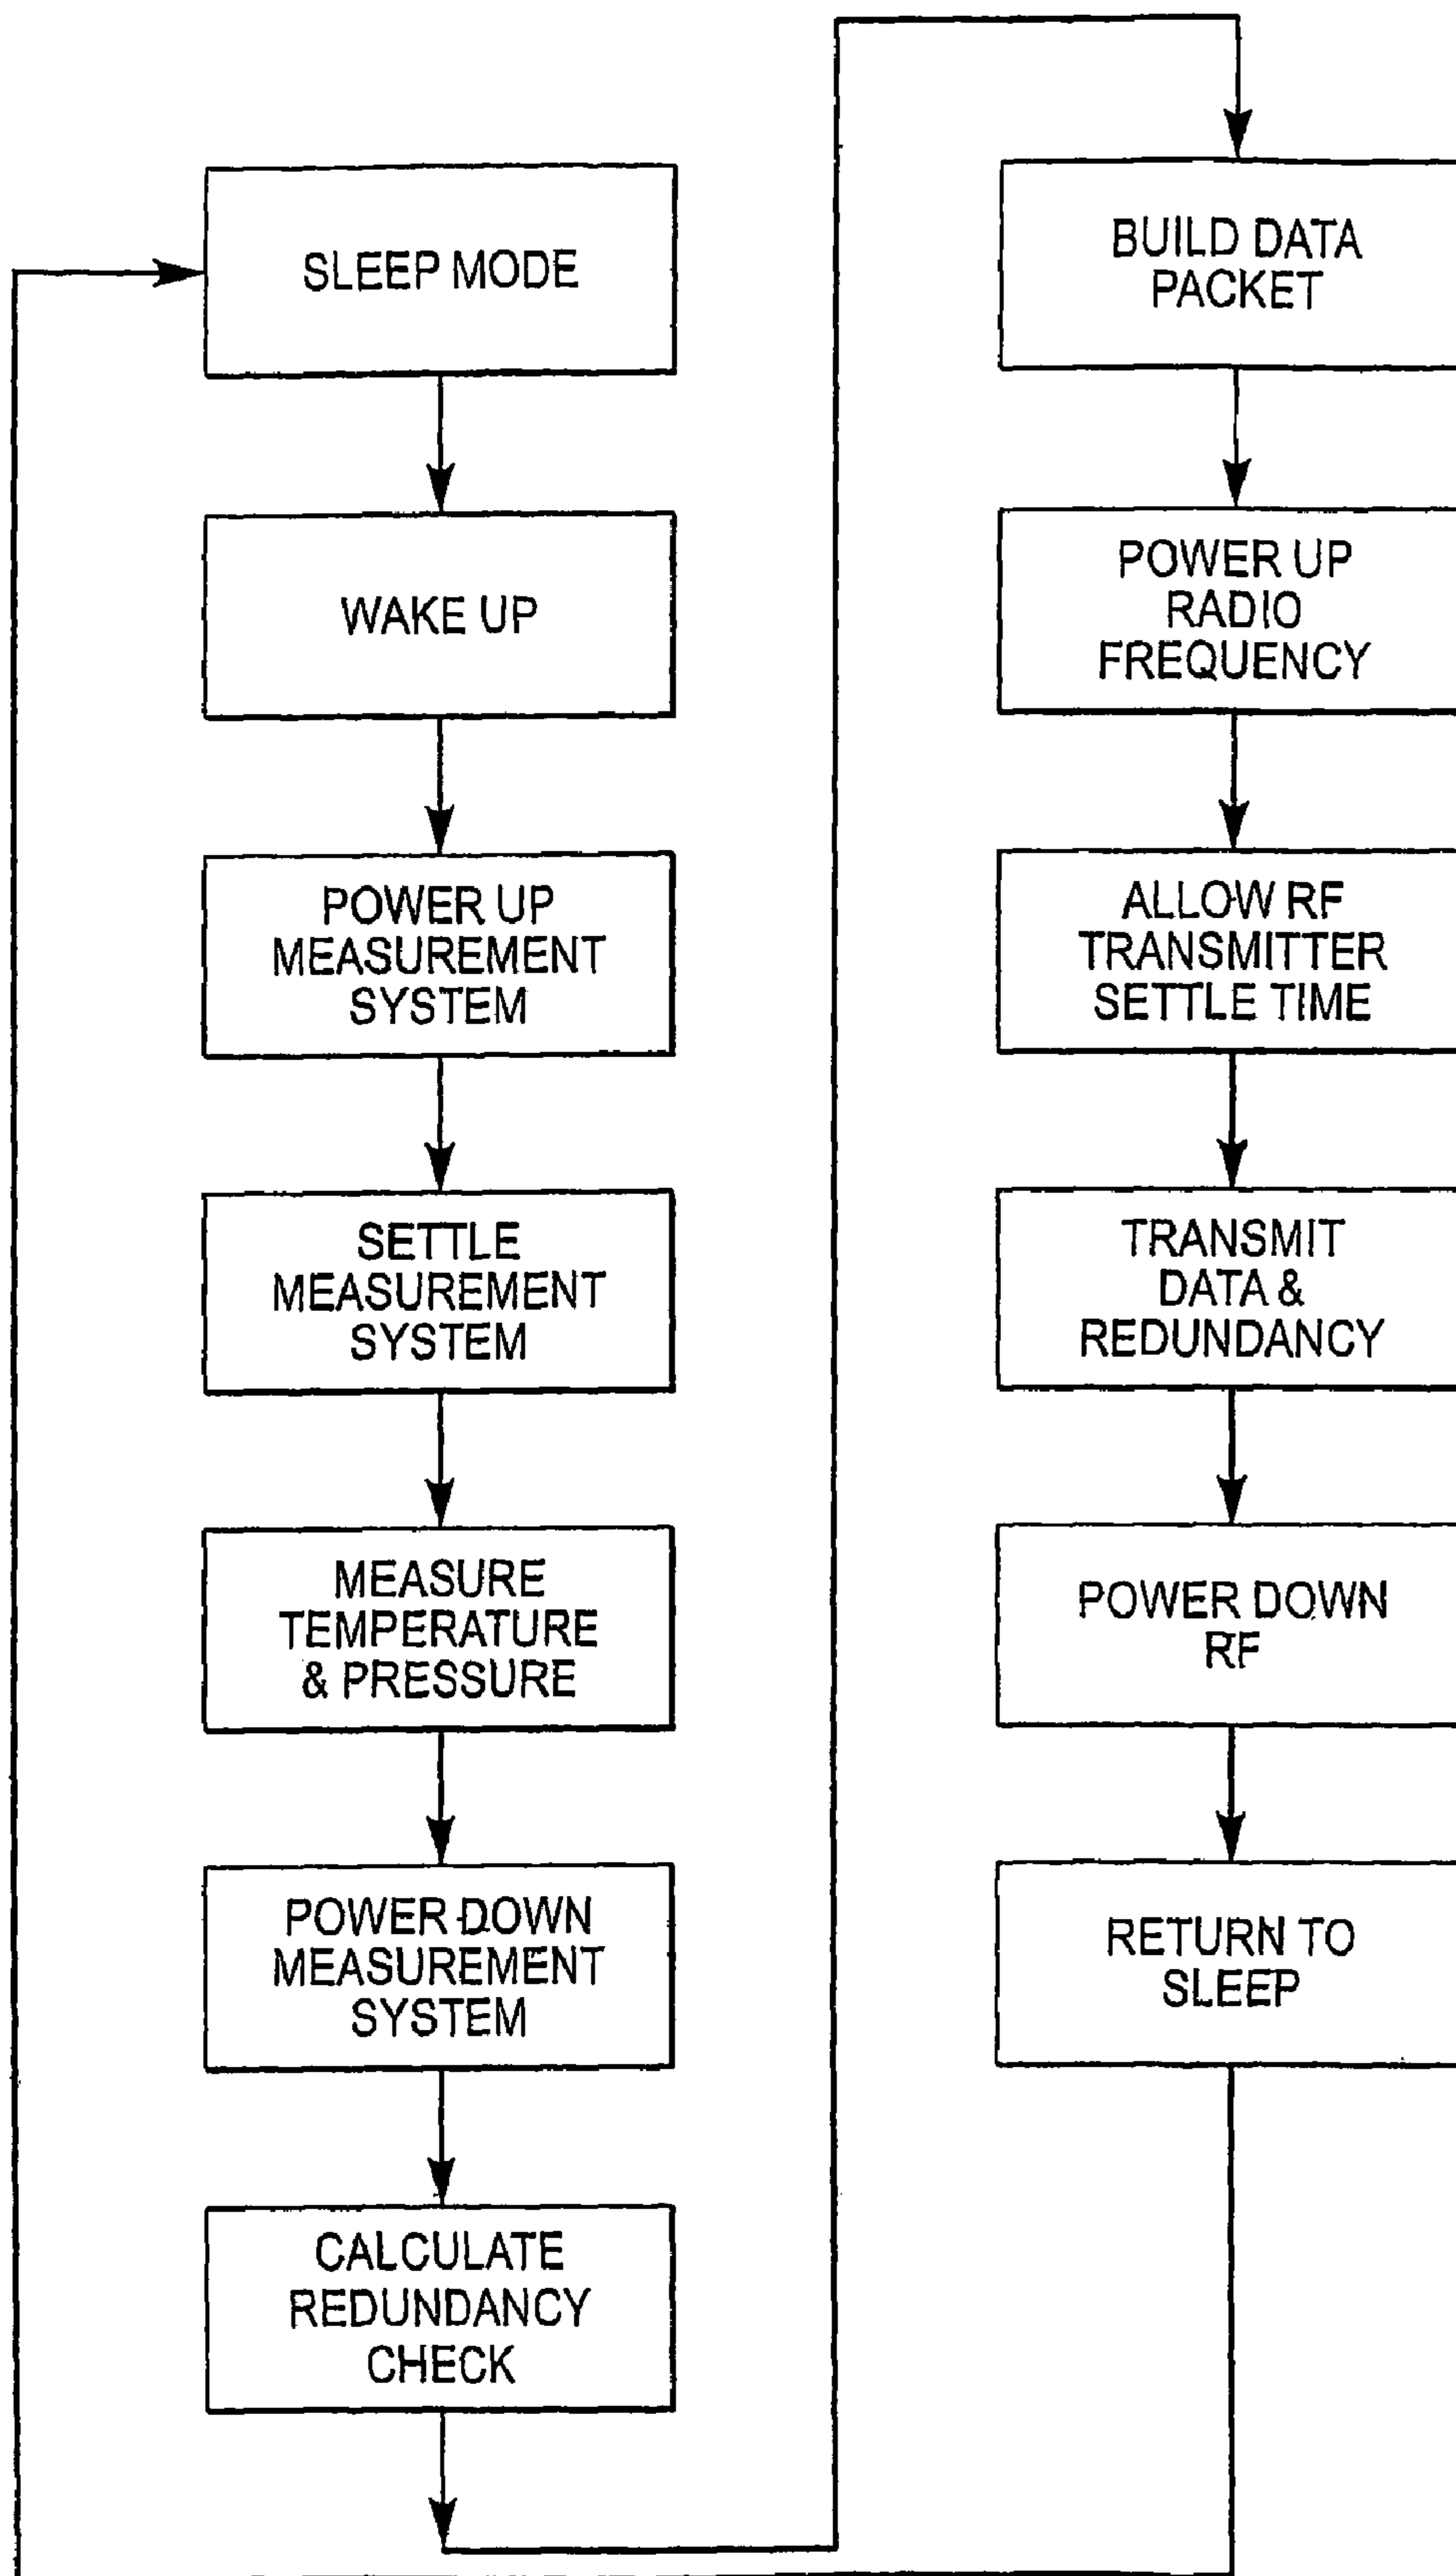 SLEEP MODE
WAKE UP
POWER UP
MEASUREMENT
SYSTEM
SETTLE
MEASUREMENT
SYSTEM
MEASURE
TEMPERATURE
& PRESSURE
POWER DOWN
MEASUREMENT
SYSTEM
CALCULATE
REDUNDANCY
CHECK
BUILD DATA
PACKET
POWER UP
RADIO
FREQUENCY
ALLOW RF
TRANSMITTER
SETTLE TIME
TRANSMIT
DATA &
REDUNDANCY
POWER DOWN
RF
RETURN TO
SLEEP